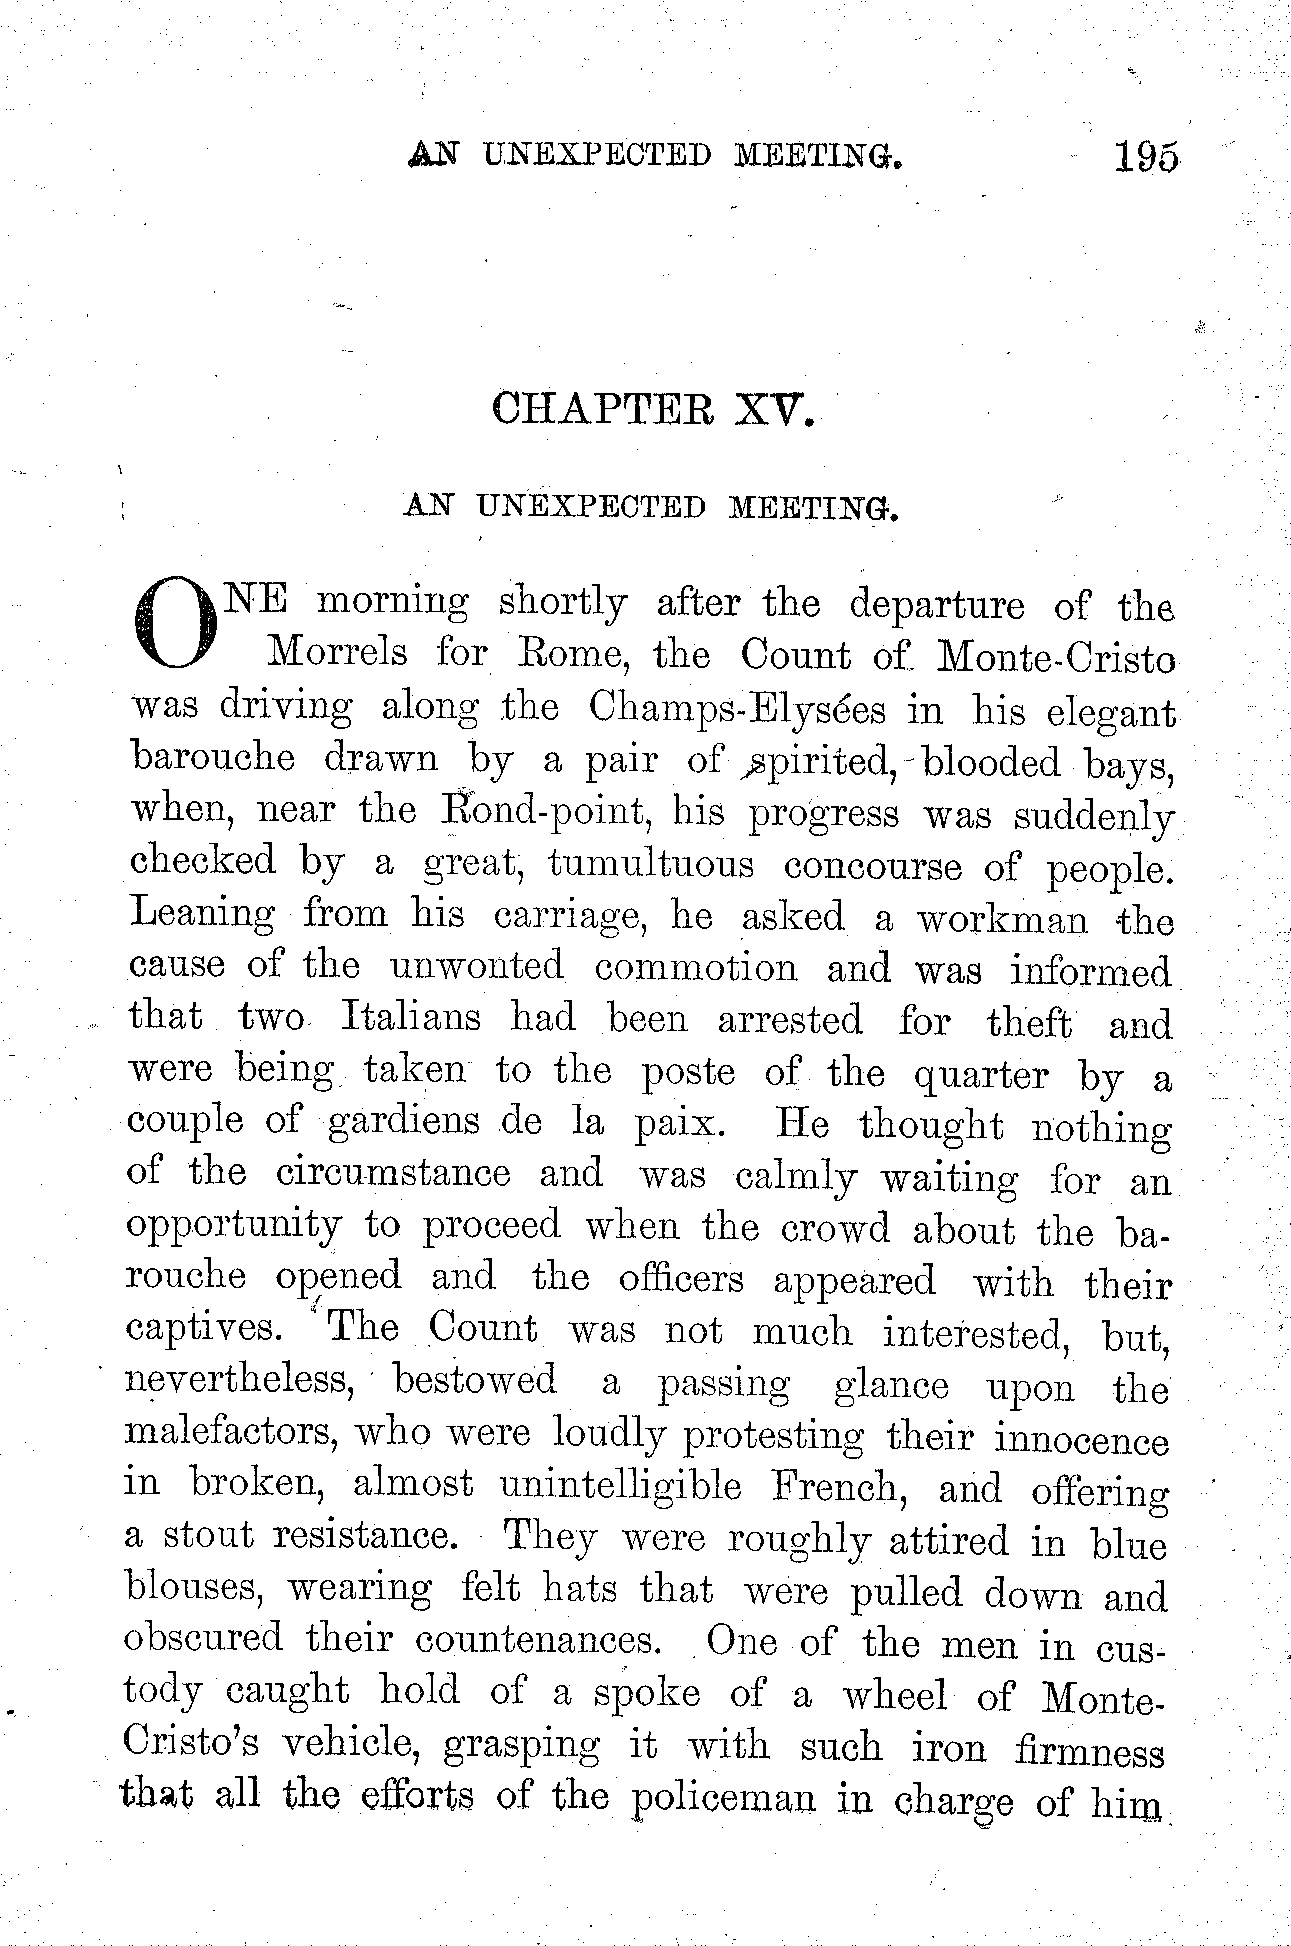 AN UNEXPECTED MEETING. 195
CHAPTER XV.
AN UNEXPECTED MEETING.
ONE morning shortly after the departure of the
Morrels for Rome, the Count of Monte-Cristo
was driving along the Champs-Elysées in his elegant
barouche drawn by a pair of spirited, blooded bays,
when, near the Rond-point, his progress was suddenly
checked by a great, tumultuous concourse of people.
Leaning from his carriage, he asked a workman the
cause of the unwonted commotion and was informed
that two Italians had been arrested for theft and
were being taken to the poste of the quarter by a
couple of gardiens de la paix. He thought nothing
of the circumstance and was calmly waiting for an
opportunity to proceed when the crowd about the ba-
rouche opened and the officers appeared with their
captives. The Count was not much interested, but,
nevertheless, bestowed a passing glance upon the
malefactors, who were loudly protesting their innocence
in broken, almost unintelligible French, and offering
a stout resistance. They were roughly attired in blue
blouses, wearing felt hats that were pulled down and
obscured their countenances. One of the men in cus-
tody caught hold of a spoke of a wheel of Monte-
Cristo's vehicle, grasping it with such iron firmness
that all the efforts of the policeman in charge of him